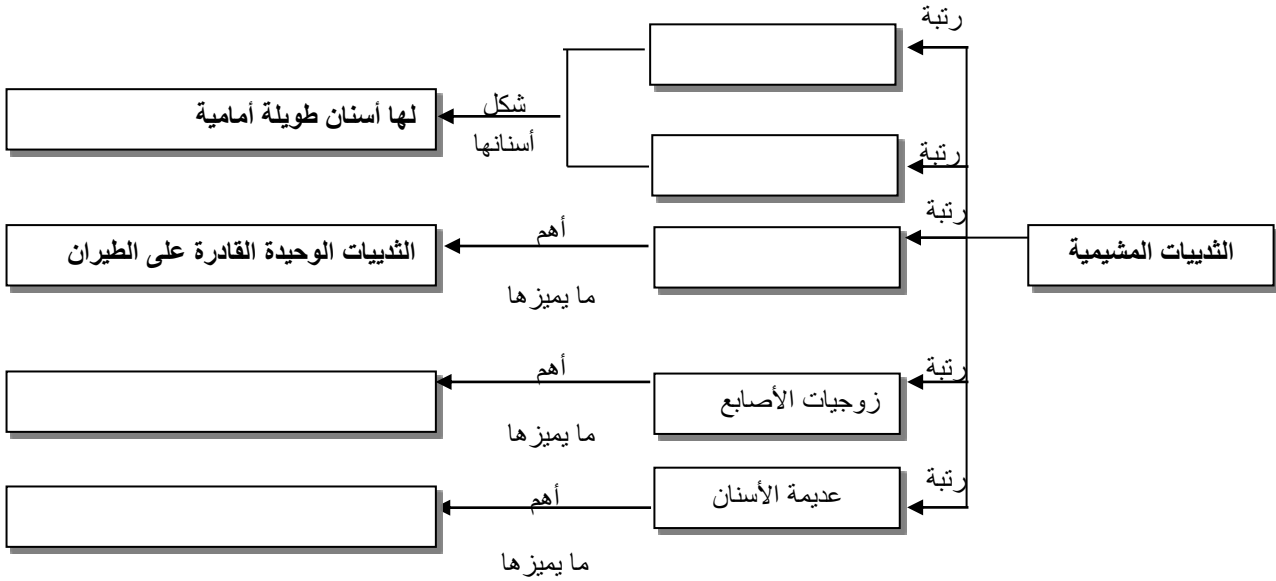 رتبة
شكل
أسنانها
لها أسنان طويلة أمامية
رتبة
رتبة
الثدييات المشيمية
أهم
ما يميزها
الثدييات الوحيدة القادرة على الطيران
رتبة
زوجيات الأصابع
أهم
ما يميزها
رتبة
عديمة الأسنان
أهم
ما يميزها